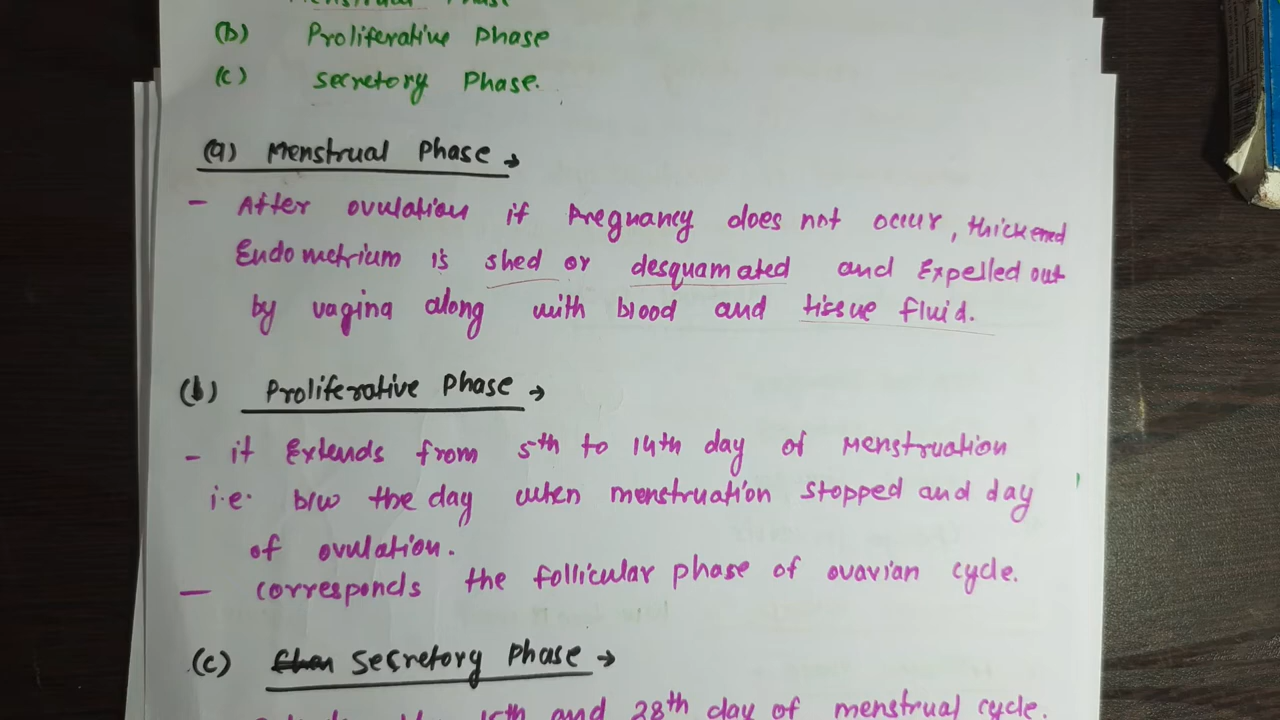 Menstrual Phase
(b) Proliferative Phase
(c) Secretory Phase.
(a) Menstrual Phase →
- After ovulation if Pregnancy does not occur, thickened
Endometrium is shed or desquamated and Expelled out
by vagina along with blood and tissue fluid.
(b) Proliferative Phase →
- it Extends from 5th to 14th day of Menstruation
i.e. b/w the day when menstruation stopped and day
of ovulation.
- corresponds the follicular phase of ovarian cycle.
(c) Secretory Phase →
15th and 28th day of menstrual cycle.